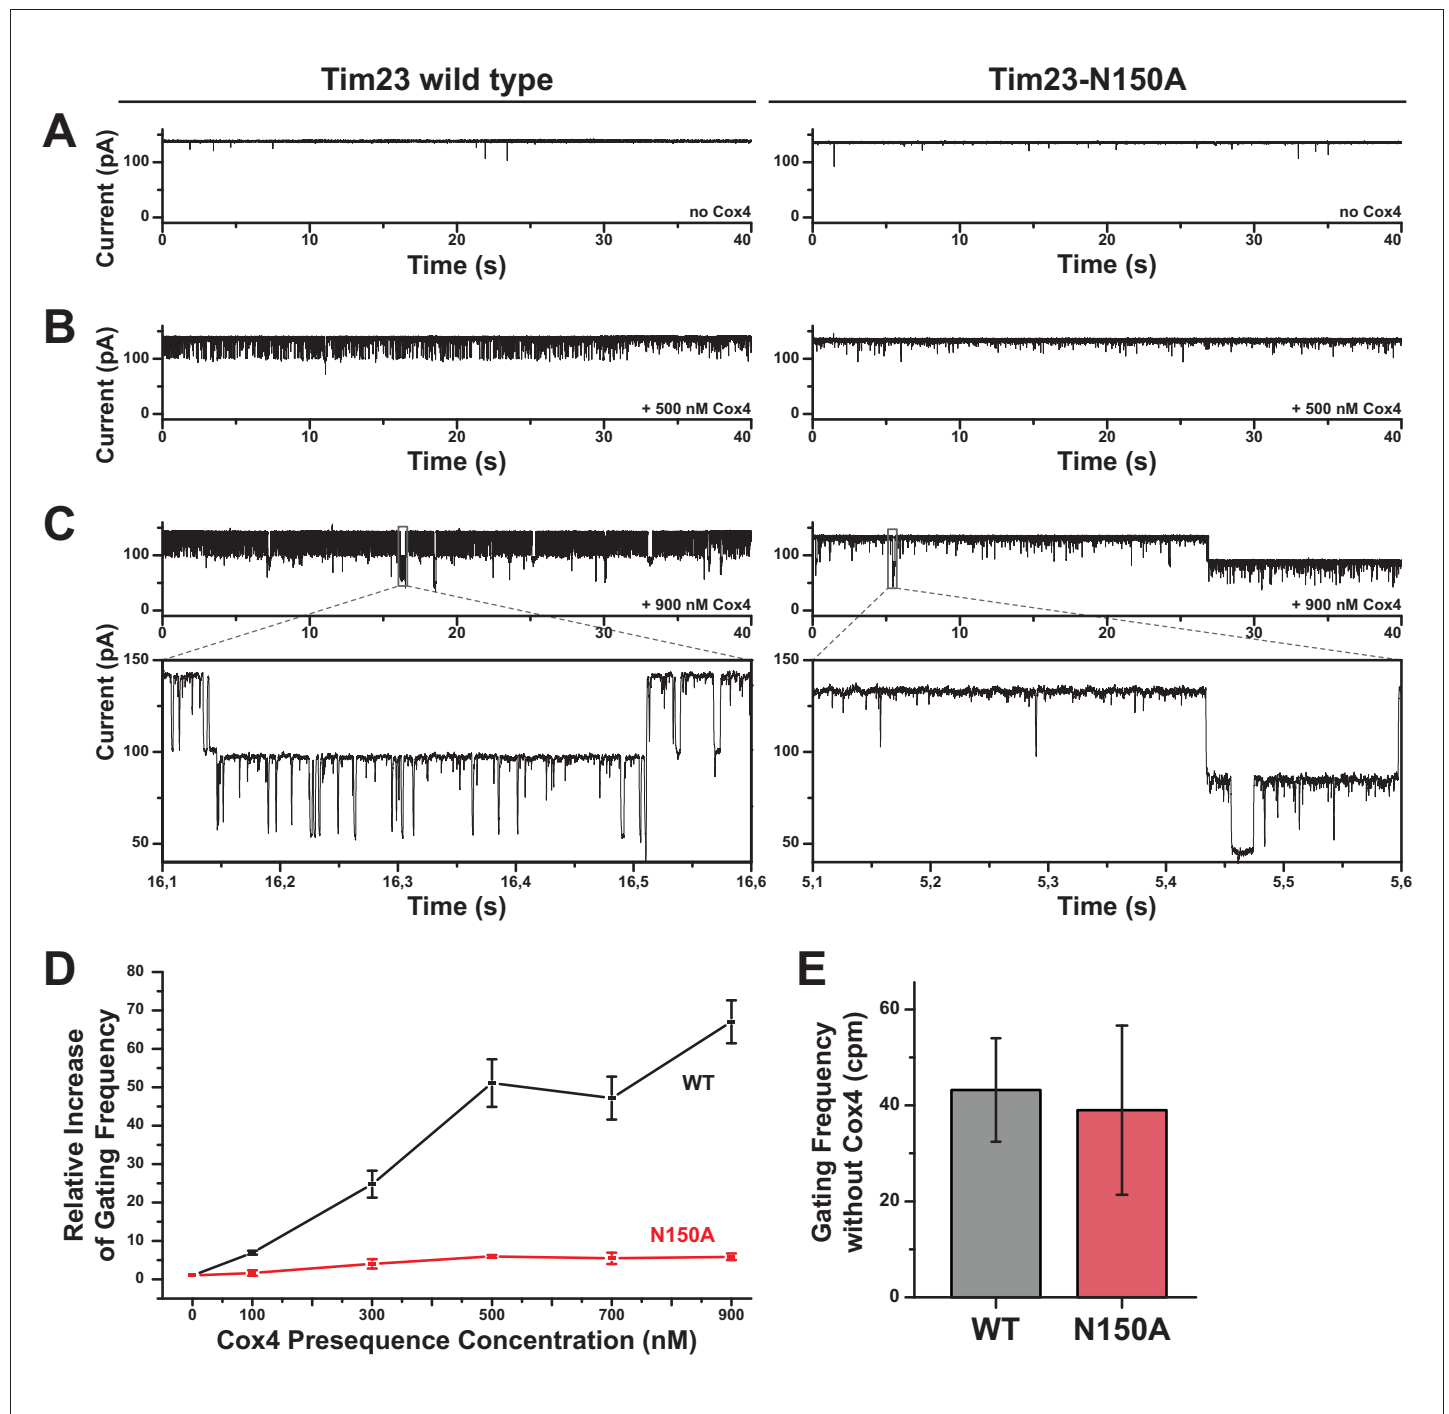 Tim23 wild type
Tim23-N150A
A
Current (pA)
100
0
no Cox4
0 10 20 30 40
Time (s)
100
0
no Cox4
0 10 20 30 40
Time (s)
B
Current (pA)
100
0
+ 500 nM Cox4
0 10 20 30 40
Time (s)
100
0
+ 500 nM Cox4
0 10 20 30 40
Time (s)
C
100
0
+ 900 nM Cox4
0 10 20 30 40
100
0
+ 900 nM Cox4
0 10 20 30 40
Current (pA)
150
100
50
16,1 16,2 16,3 16,4 16,5 16,6
Time (s)
150
100
50
5,1 5,2 5,3 5,4 5,5 5,6
Time (s)
D
Relative Increase
of Gating Frequency
80
70
60
50
40
30
20
10
0
WT
N150A
0 100 300 500 700 900
Cox4 Presequence Concentration (nM)
E
Gating Frequency
without Cox4 (cpm)
60
40
20
0
WT N150A